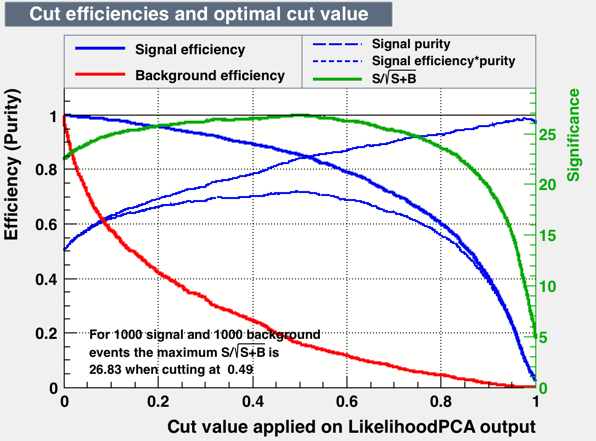 Cut efficiencies and optimal cut value
Signal efficiency
Background efficiency
Signal purity
Signal efficiency*purity
S/√S+B
Efficiency (Purity)
1
0.8
0.6
0.4
0.2
0
Significance
25
20
15
10
5
0
For 1000 signal and 1000 background
events the maximum S/√S+B is
26.83 when cutting at 0.49
0 0.2 0.4 0.6 0.8 1
Cut value applied on LikelihoodPCA output